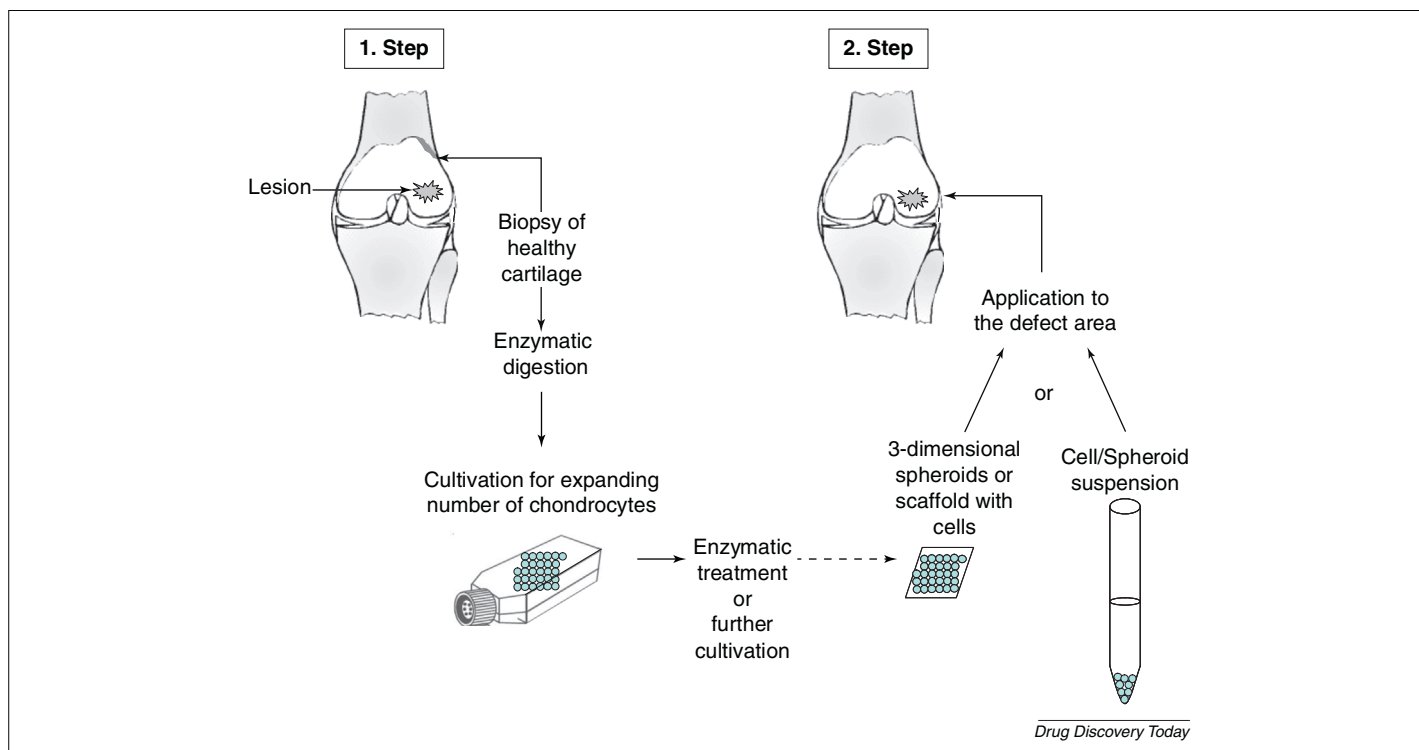 1. Step
Lesion
Biopsy of
healthy
cartilage
Enzymatic
digestion
Cultivation for expanding
number of chondrocytes
Enzymatic
treatment
or
further
cultivation
2. Step
Application to
the defect area
or
3-dimensional
spheroids or
scaffold with
cells
Cell/Spheroid
suspension
Drug Discovery Today